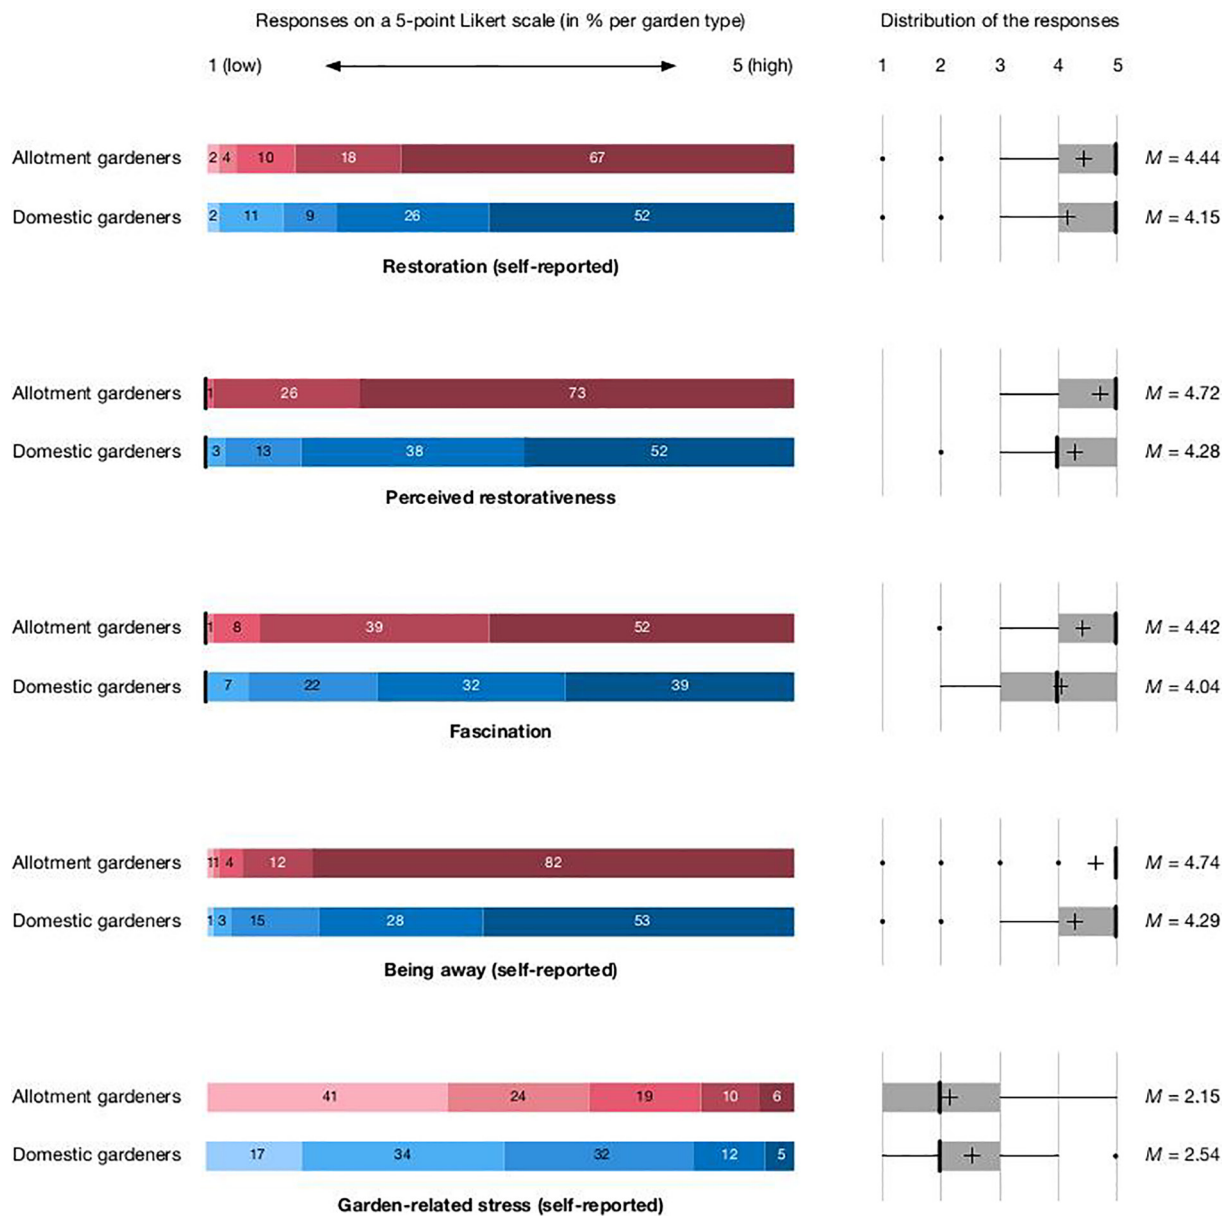 Responses on a 5-point Likert scale (in % per garden type) Distribution of the responses
1 (low) 5 (high) 1 2 3 4 5
Allotment gardeners 2 4 10 18 67 M = 4.44
Domestic gardeners 2 11 9 26 52 M = 4.15
Restoration (self-reported)
Allotment gardeners 1 26 73 M = 4.72
Domestic gardeners 3 13 38 52 M = 4.28
Perceived restorativeness
Allotment gardeners 1 8 39 52 M = 4.42
Domestic gardeners 7 22 32 39 M = 4.04
Fascination
Allotment gardeners 1 1 4 12 82 M = 4.74
Domestic gardeners 1 3 15 28 53 M = 4.29
Being away (self-reported)
Allotment gardeners 41 24 19 10 6 M = 2.15
Domestic gardeners 17 34 32 12 5 M = 2.54
Garden-related stress (self-reported)